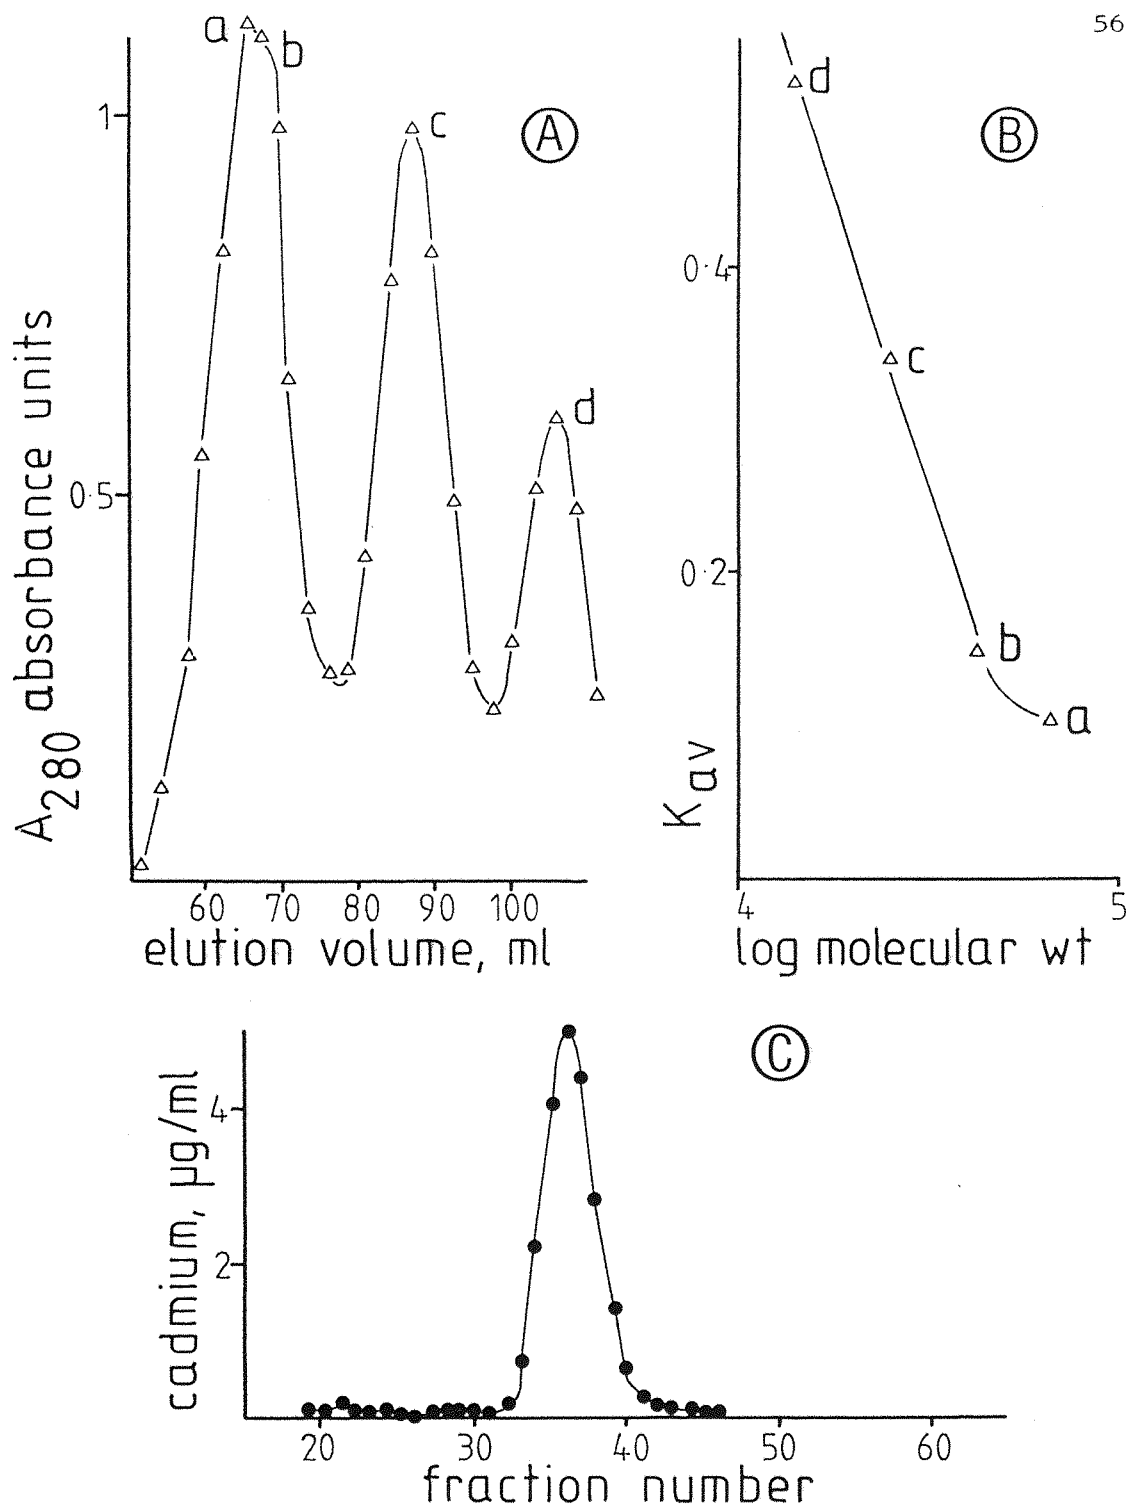 56
a
b
c
d
A
1
0·5
A280 absorbance units
60 70 80 90 100
elution volume, ml
d
c
b
a
B
0·4
0·2
Kav
4 5
log molecular wt
C
4
2
cadmium, µg/ml
20 30 40 50 60
fraction number